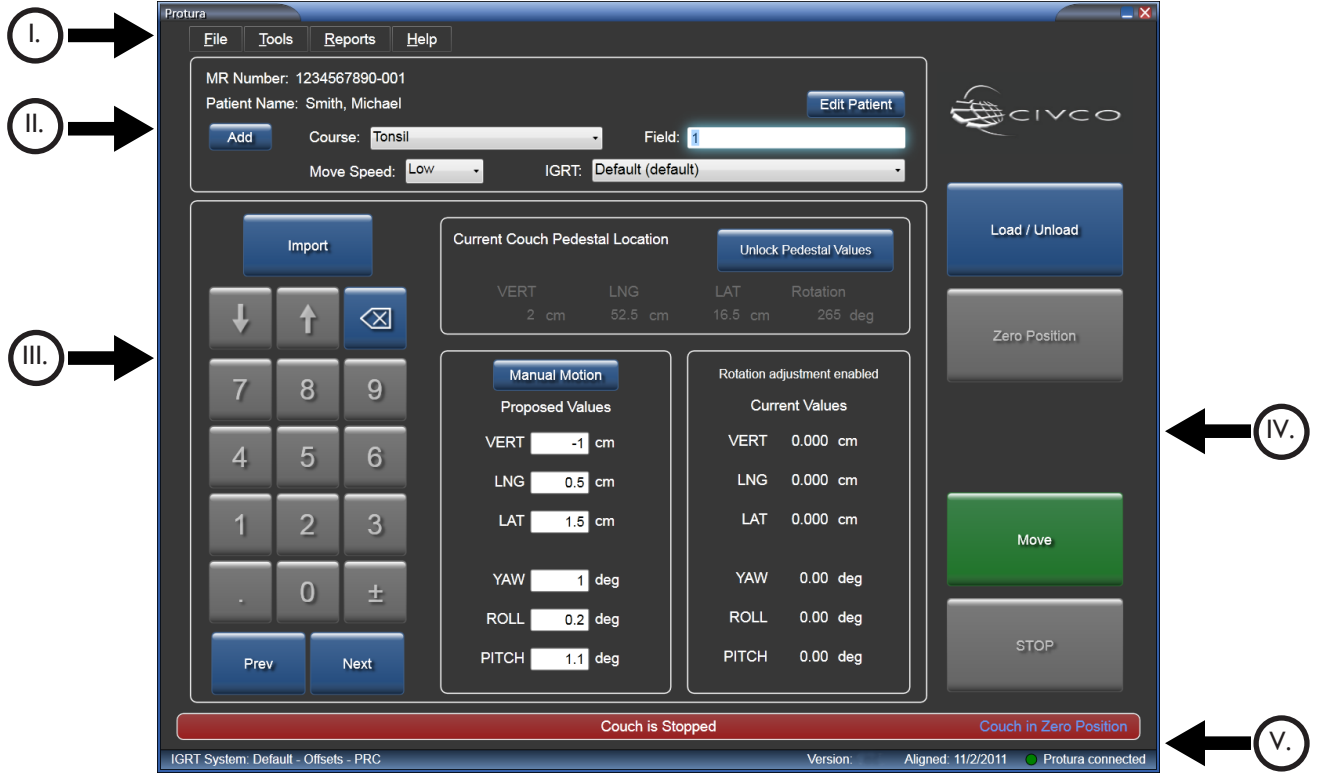 Protura
I.
File Tools Reports Help
MR Number: 1234567890-001
Patient Name: Smith, Michael
Edit Patient
CIVCO
II.
Add Course: Tonsil Field: 1
Move Speed: Low IGRT: Default (default)
Import
Current Couch Pedestal Location
Unlock Pedestal Values
Load / Unload
VERT LNG LAT Rotation
2 cm 52.5 cm 16.5 cm 265 deg
Zero Position
III.
7 8 9
4 5 6
1 2 3
. 0 ±
Prev Next
Manual Motion
Proposed Values
VERT -1 cm
LNG 0.5 cm
LAT 1.5 cm
YAW 1 deg
ROLL 0.2 deg
PITCH 1.1 deg
Rotation adjustment enabled
Current Values
VERT 0.000 cm
LNG 0.000 cm
LAT 0.000 cm
YAW 0.00 deg
ROLL 0.00 deg
PITCH 0.00 deg
IV.
Move
STOP
Couch is Stopped
Couch in Zero Position
V.
IGRT System: Default - Offsets - PRC
Version:
Aligned: 11/2/2011
Protura connected